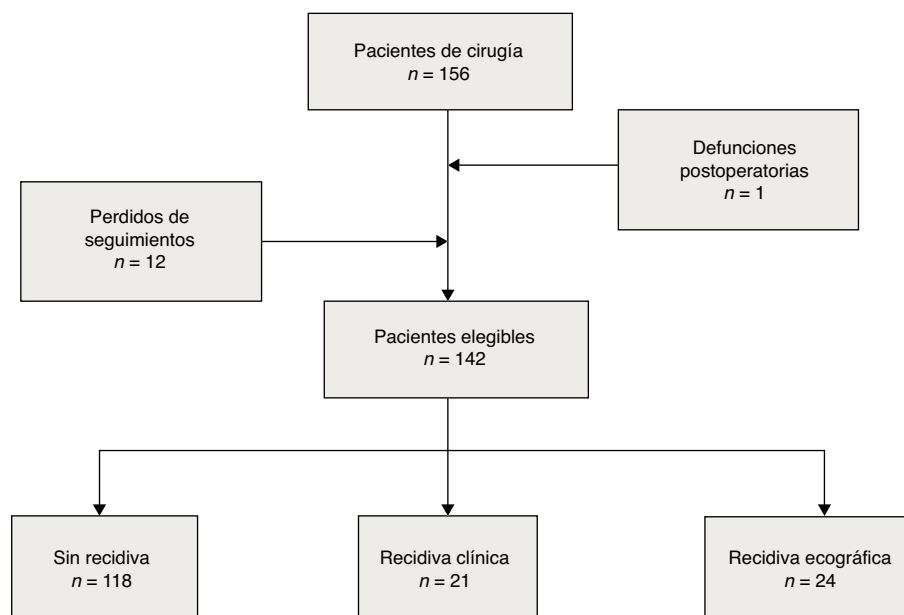 Pacientes de cirugía
n = 156
Defunciones
postoperatorias
n = 1
Perdidos de
seguimientos
n = 12
Pacientes elegibles
n = 142
Sin recidiva
n = 118
Recidiva clínica
n = 21
Recidiva ecográfica
n = 24